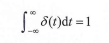 ∫_{-∞}^{∞} δ(t)dt = 1